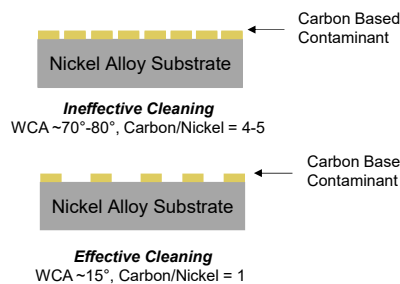 Carbon Based
Contaminant
Nickel Alloy Substrate
Ineffective Cleaning
WCA ~70°-80°, Carbon/Nickel = 4-5
Carbon Base
Contaminant
Nickel Alloy Substrate
Effective Cleaning
WCA ~15°, Carbon/Nickel = 1